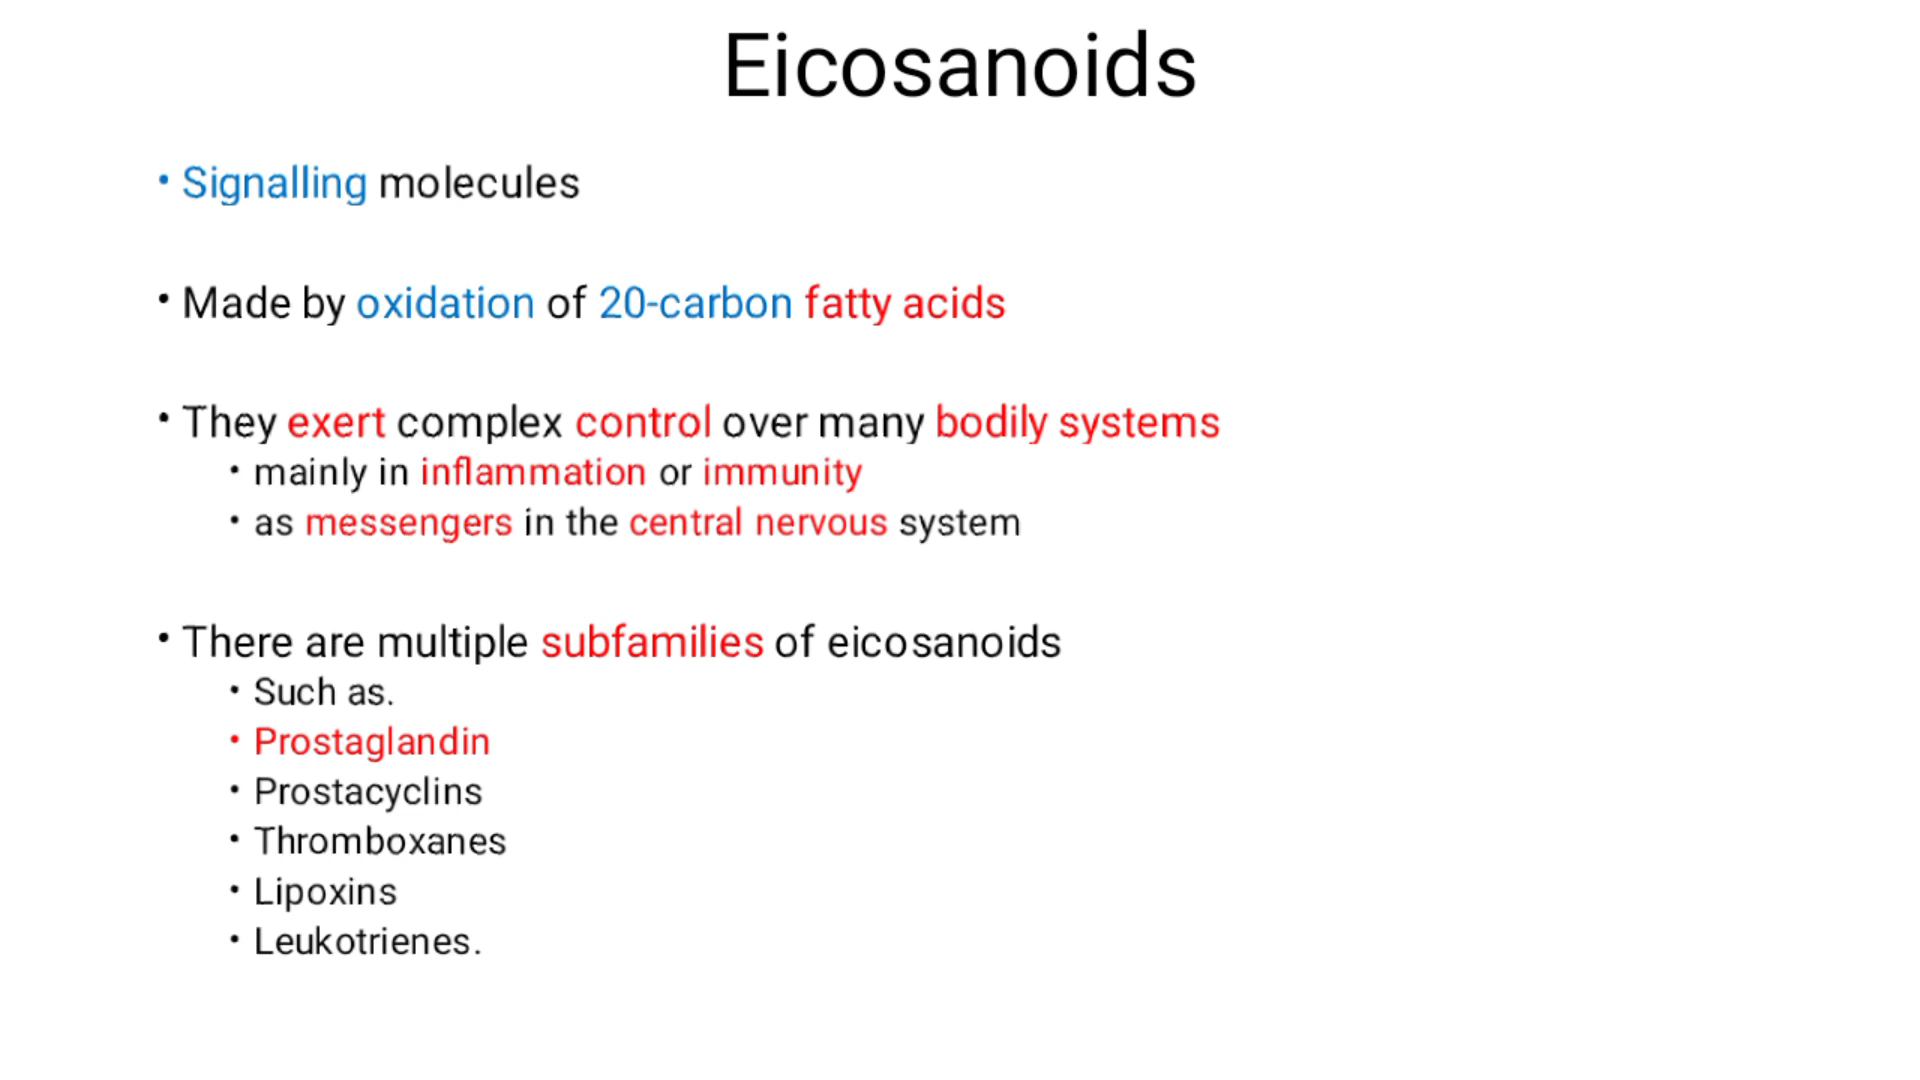 Eicosanoids
• Signalling molecules
• Made by oxidation of 20-carbon fatty acids
• They exert complex control over many bodily systems
• mainly in inflammation or immunity
• as messengers in the central nervous system
• There are multiple subfamilies of eicosanoids
• Such as.
• Prostaglandin
• Prostacyclins
• Thromboxanes
• Lipoxins
• Leukotrienes.